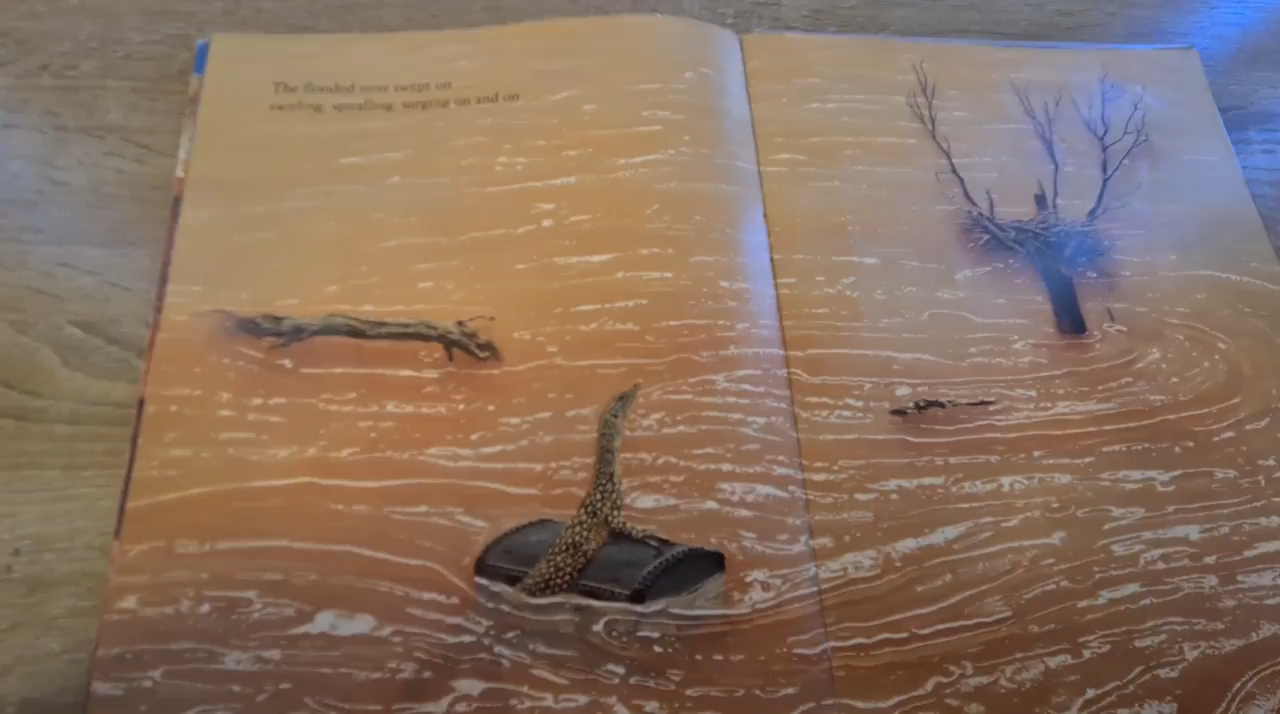 The flooded river swept on
swirling, spiralling, surging on and on